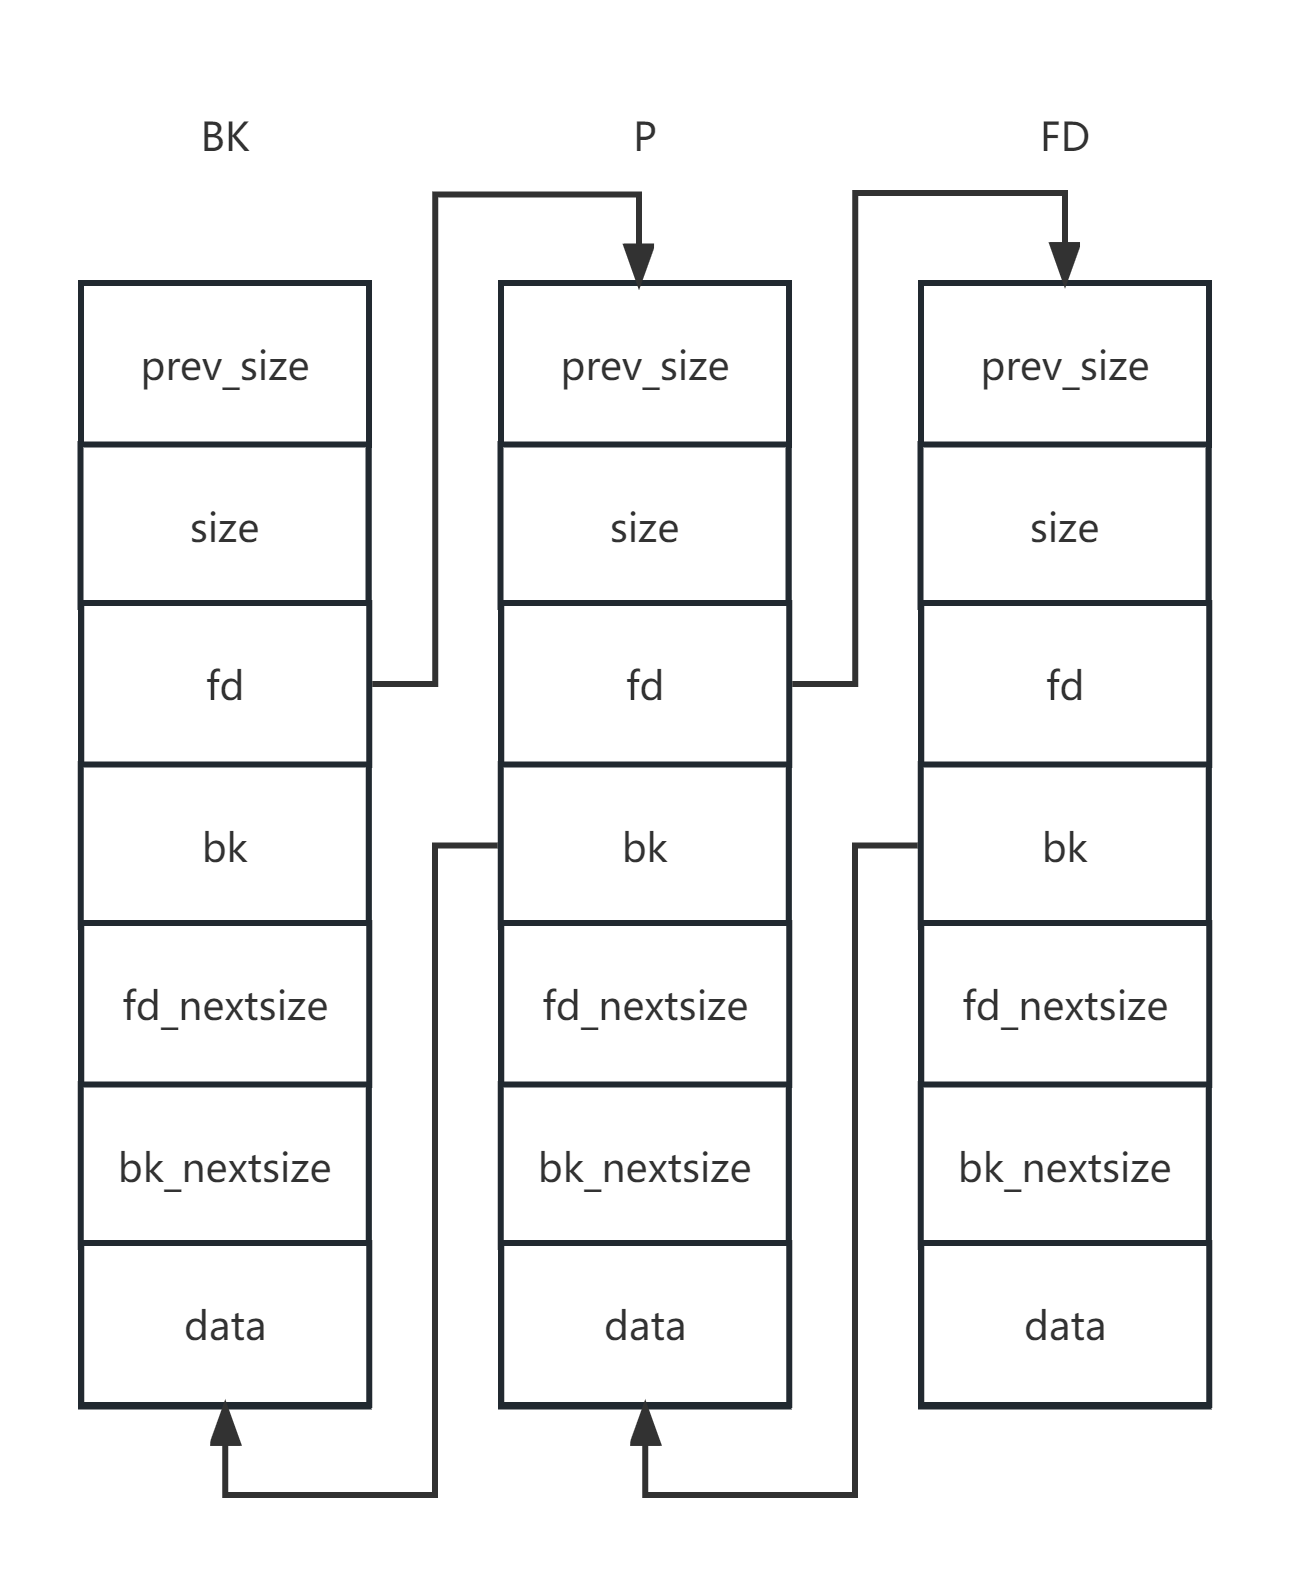 BK P FD
prev_size prev_size prev_size
size size size
fd fd fd
bk bk bk
fd_nextsize fd_nextsize fd_nextsize
bk_nextsize bk_nextsize bk_nextsize
data data data